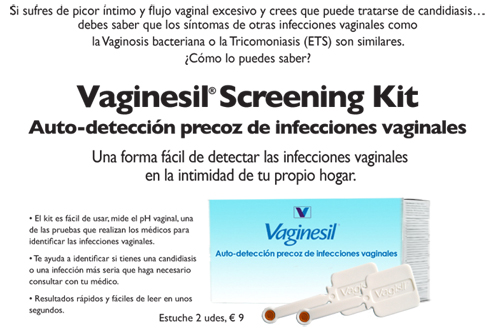 Si sufres de picor íntimo y flujo vaginal excesivo y crees que puede tratarse de candidiasis...
debes saber que los síntomas de otras infecciones vaginales como
la Vaginosis bacteriana o la Tricomoniasis (ETS) son similares.
¿Cómo lo puedes saber?
Vaginesil® Screening Kit
Auto-detección precoz de infecciones vaginales
Una forma fácil de detectar las infecciones vaginales
en la intimidad de tu propio hogar.
• El kit es fácil de usar, mide el pH vaginal, una
de las pruebas que realizan los médicos para
identificar las infecciones vaginales.
• Te ayuda a identificar si tienes una candidiasis
o una infección más seria que haga necesario
consultar con tu médico.
• Resultados rápidos y fáciles de leer en unos
segundos.
V
Vaginesil
Auto-detección precoz de infecciones vaginales
Vaginesil
Vaginesil
Estuche 2 udes, € 9